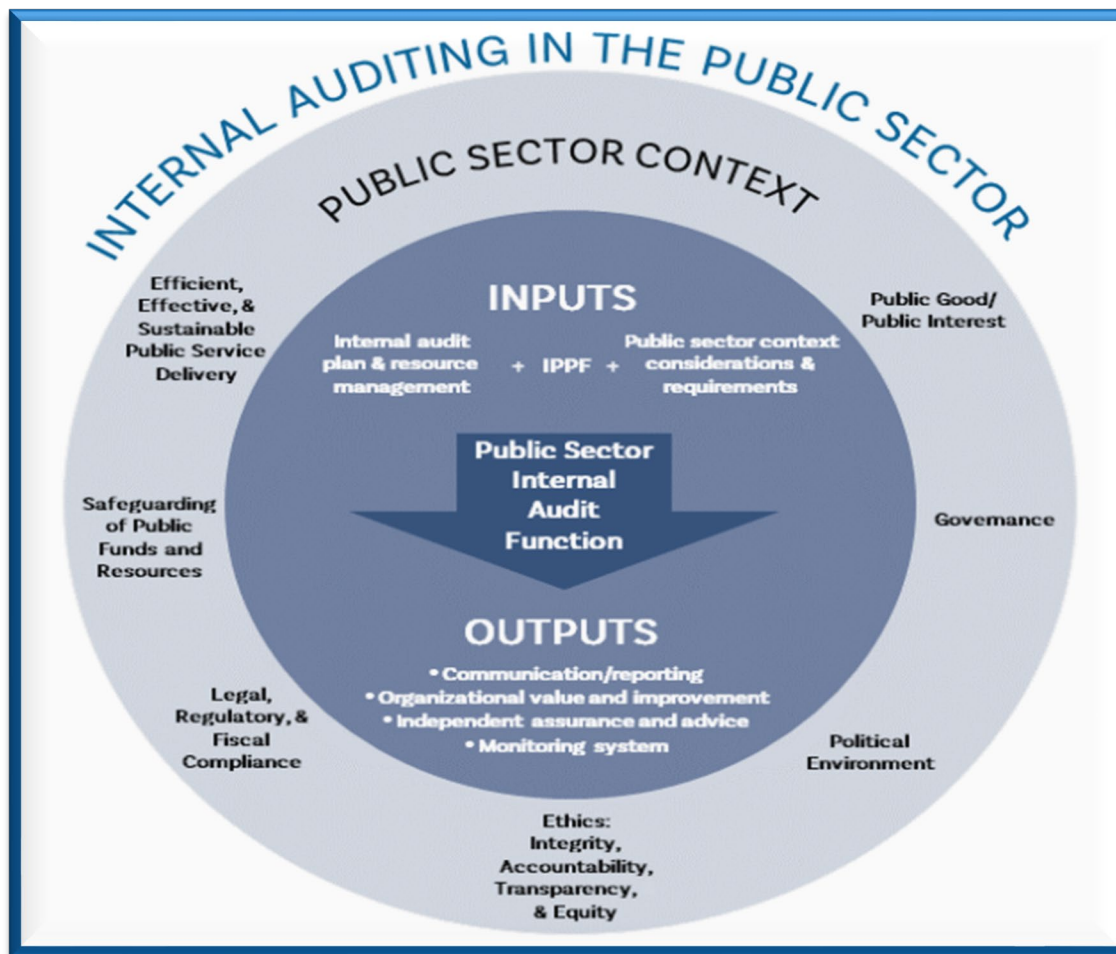 INTERNAL AUDITING IN THE PUBLIC SECTOR
PUBLIC SECTOR CONTEXT
Efficient,
Effective, &
Sustainable
Public Service
Delivery
Public Good/
Public Interest
INPUTS
Internal audit
plan & resource
management
+ IPPF +
Public sector context
considerations &
requirements
Public Sector
Internal
Audit
Function
Safeguarding
of Public
Funds and
Resources
Governance
OUTPUTS
• Communication/reporting
• Organizational value and improvement
• Independent assurance and advice
• Monitoring system
Legal,
Regulatory, &
Fiscal
Compliance
Political
Environment
Ethics:
Integrity,
Accountability,
Transparency,
& Equity